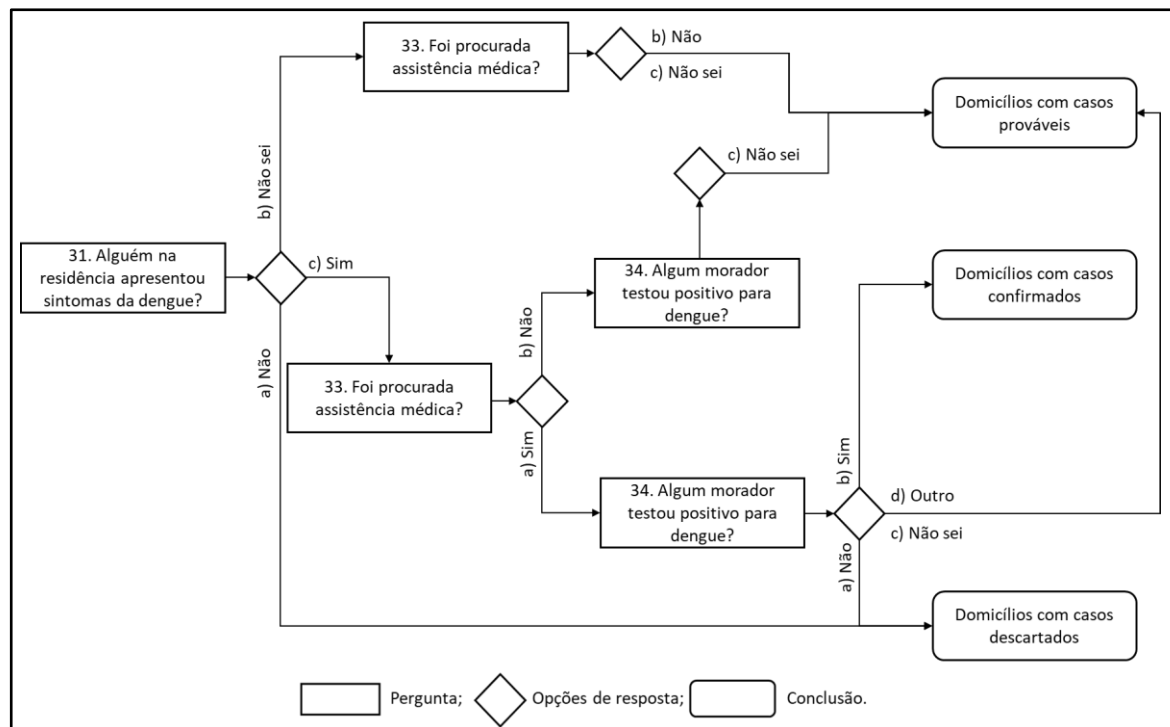 33. Foi procurada
assistência médica?
b) Não
c) Não sei
Domicílios com casos
prováveis
c) Não sei
b) Não sei
31. Alguém na
residência apresentou
sintomas da dengue?
c) Sim
a) Não
34. Algum morador
testou positivo para
dengue?
Domicílios com casos
confirmados
b) Não
33. Foi procurada
assistência médica?
a) Sim
34. Algum morador
testou positivo para
dengue?
b) Sim
d) Outro
c) Não sei
a) Não
Domicílios com casos
descartados
Pergunta;
Opções de resposta;
Conclusão.